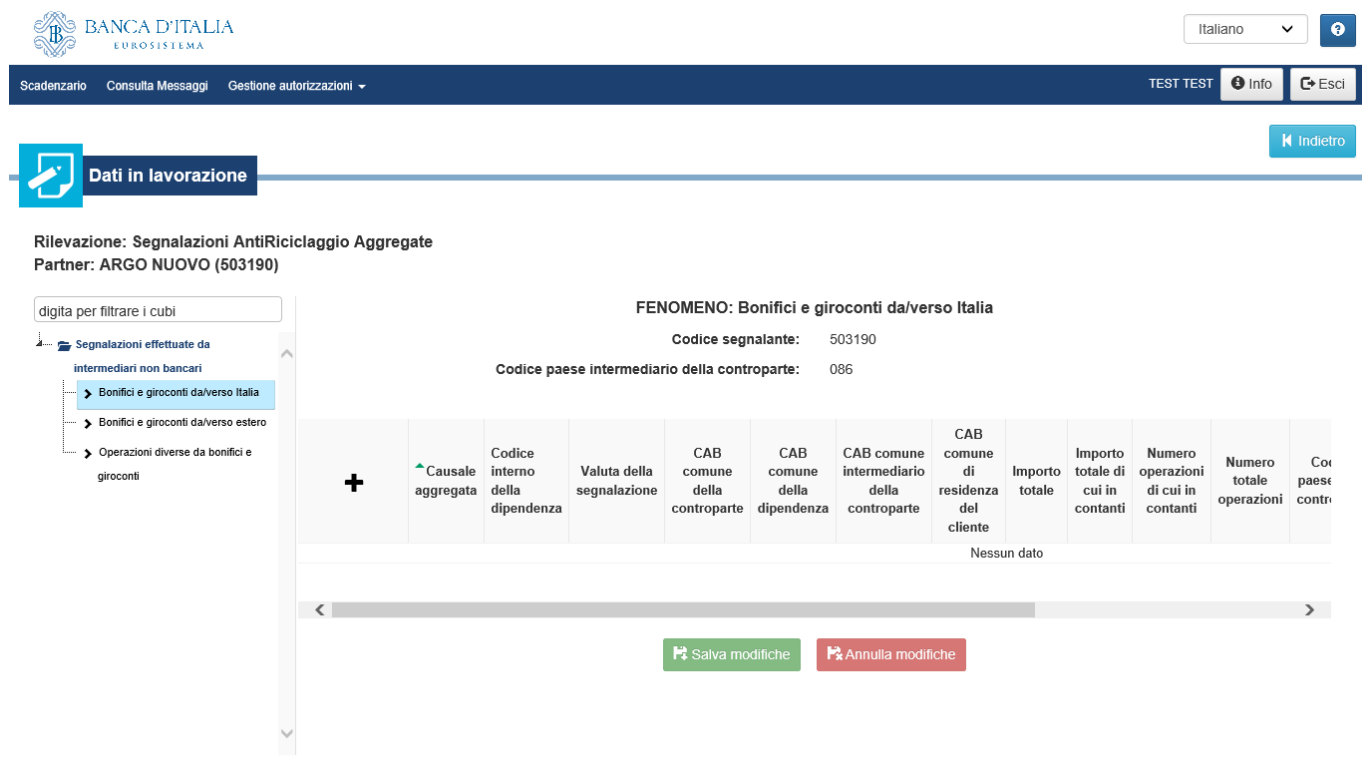 BANCA D'ITALIA
EUROSISTEMA
Italiano
Scadenzario Consulta Messaggi Gestione autorizzazioni TEST TEST Info Esci
Indietro
Dati in lavorazione
Rilevazione: Segnalazioni AntiRiciclaggio Aggregate
Partner: ARGO NUOVO (503190)
digita per filtrare i cubi
Segnalazioni effettuate da
intermediari non bancari
Bonifici e giroconti da/verso Italia
Bonifici e giroconti da/verso estero
Operazioni diverse da bonifici e
giroconti
FENOMENO: Bonifici e giroconti da/verso Italia
Codice segnalante: 503190
Codice paese intermediario della controparte: 086
Causale
aggregata
Codice
interno
della
dipendenza
Valuta della
segnalazione
CAB
comune
della
controparte
CAB
comune
della
dipendenza
CAB comune
intermediario
della
controparte
CAB
comune
di
residenza
del
cliente
Importo
totale
Importo
totale di
cui in
contanti
Numero
operazioni
di cui in
contanti
Numero
totale
operazioni
paese
Nessun dato
Salva modifiche Annulla modifiche